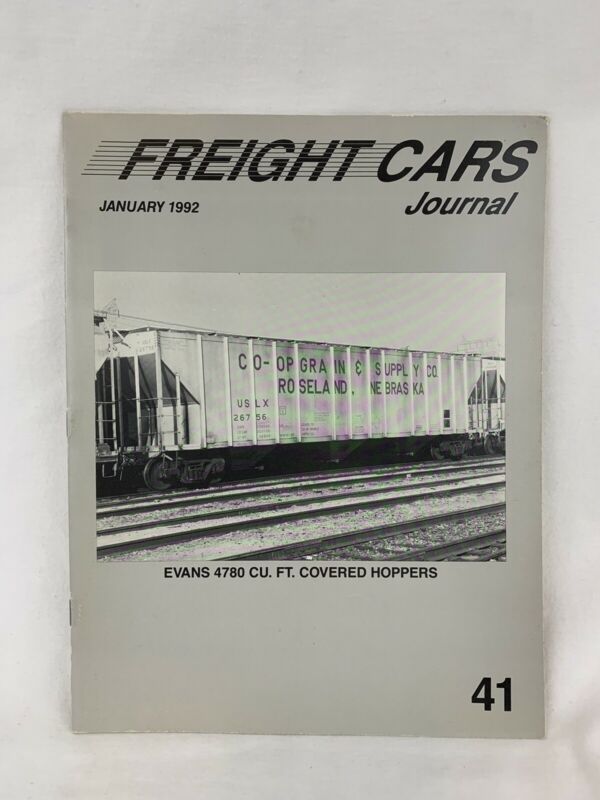 FREIGHT CARS
Journal
JANUARY 1992
CO-OP GRAIN & SUPPLY CO.
ROSELAND, NEBRASKA
USLX
26756
EVANS 4780 CU. FT. COVERED HOPPERS
41